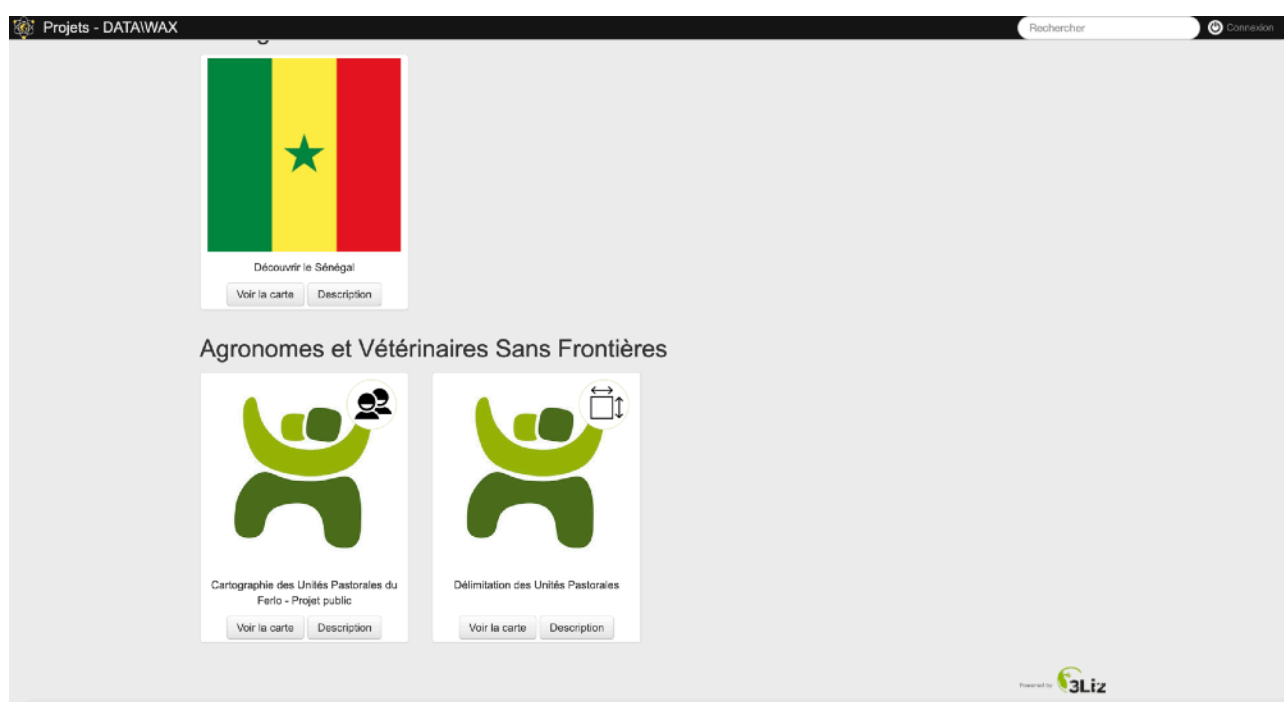 Projets - DATA\WAX
Rechercher
Connexion
Découvrir le Sénégal
Voir la carte
Description
Agronomes et Vétérinaires Sans Frontières
Cartographie des Unités Pastorales du
Ferlo - Projet public
Voir la carte
Description
Délimitation des Unités Pastorales
Voir la carte
Description
Powered by 3Liz